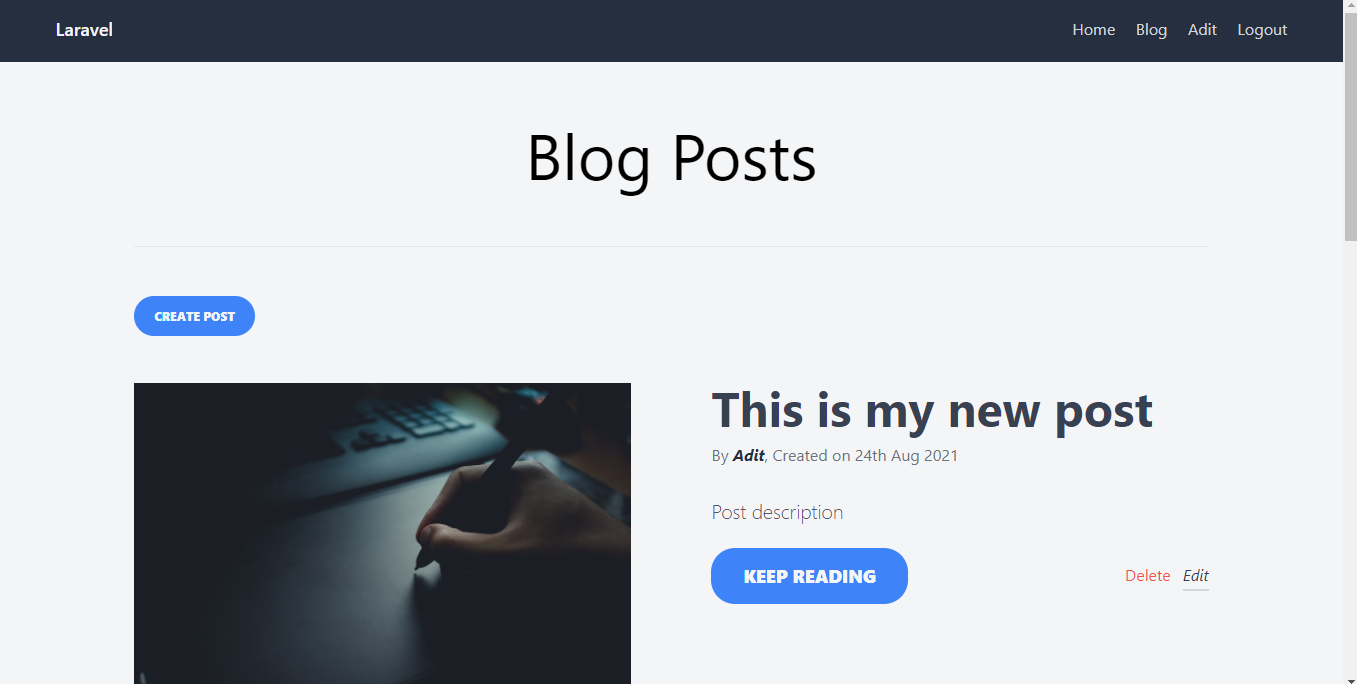 Laravel
Home Blog Adit Logout
Blog Posts
CREATE POST
This is my new post
By Adit, Created on 24th Aug 2021
Post description
KEEP READING
Delete Edit